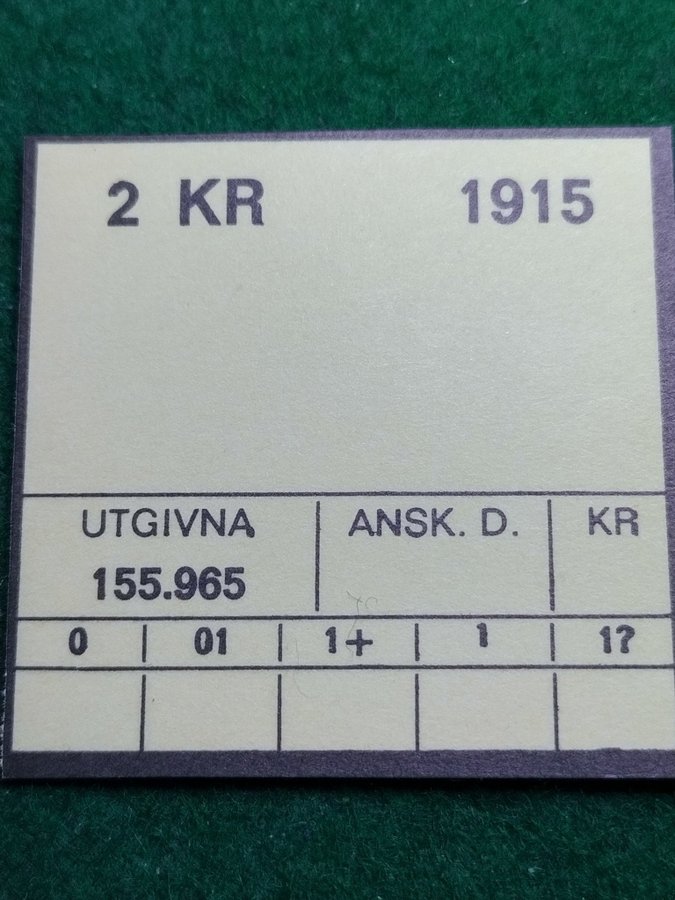 2 KR 1915
UTGIVNA ANSK. D. KR
155.965
0 01 1+ 1 1?